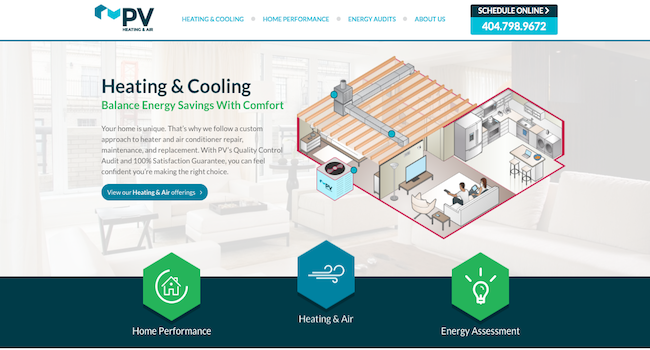 PV
HEATING & AIR
HEATING & COOLING
HOME PERFORMANCE
ENERGY AUDITS
ABOUT US
SCHEDULE ONLINE
404.798.9672
Heating & Cooling
Balance Energy Savings With Comfort
Your home is unique. That's why we follow a custom
approach to heater and air conditioner repair,
maintenance, and replacement. With PV's Quality Control
Audit and 100% Satisfaction Guarantee, you can feel
confident you're making the right choice.
View our Heating & Air offerings
PV
Home Performance
Heating & Air
Energy Assessment